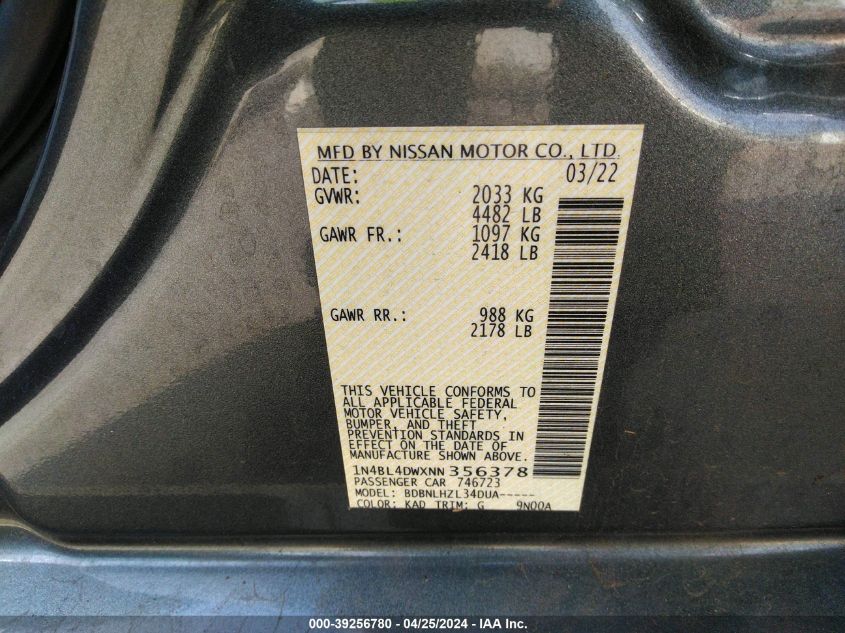 MFD BY NISSAN MOTOR CO., LTD.
DATE: 03/22
GVWR: 2033 KG
4482 LB
GAWR FR.: 1097 KG
2418 LB
GAWR RR.: 988 KG
2178 LB
THIS VEHICLE CONFORMS TO
ALL APPLICABLE FEDERAL
MOTOR VEHICLE SAFETY,
BUMPER, AND THEFT
PREVENTION STANDARDS IN
EFFECT ON THE DATE OF
MANUFACTURE SHOWN ABOVE.
1N4BL4DWXNN356378
PASSENGER CAR 746723
MODEL: BDBNLHZL34DUA-----
COLOR: KAD TRIM: G 9N00A
000-39256780 - 04/25/2024 - IAA Inc.